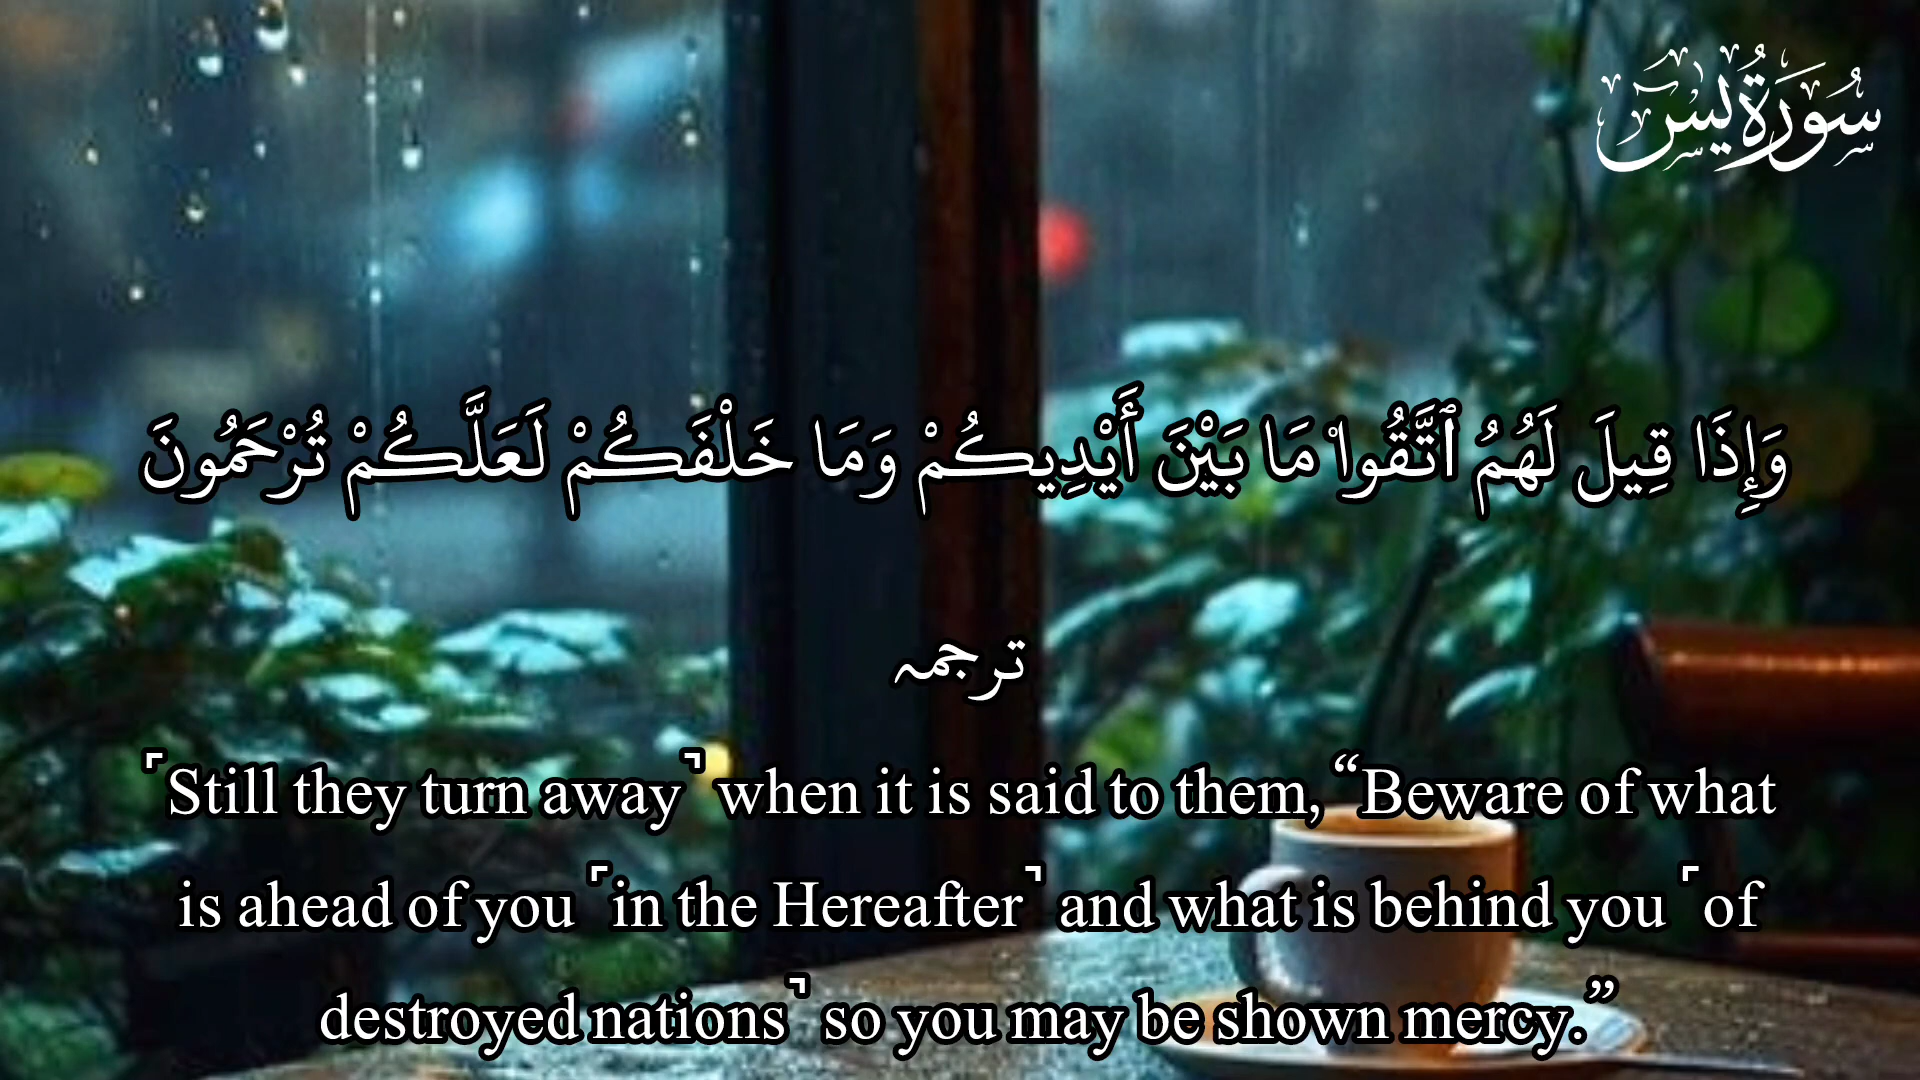 سُورَةُ يسٓ
وَإِذَا قِيلَ لَهُمُ ٱتَّقُوا۟ مَا بَيْنَ أَيْدِيكُمْ وَمَا خَلْفَكُمْ لَعَلَّكُمْ تُرْحَمُونَ
ترجمہ
⸢Still they turn away⸣ when it is said to them, “Beware of what
is ahead of you ⸢in the Hereafter⸣ and what is behind you ⸢of
destroyed nations⸣ so you may be shown mercy.”